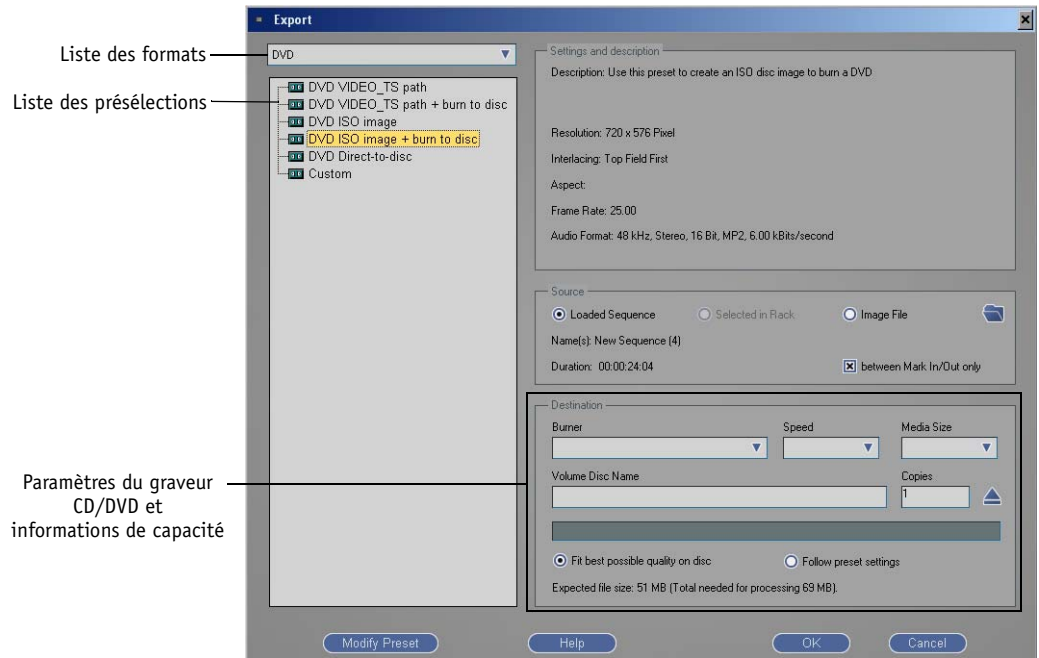 Export
Liste des formats
DVD
Liste des présélections
DVD VIDEO_TS path
DVD VIDEO_TS path + burn to disc
DVD ISO image
DVD ISO image + burn to disc
DVD Direct-to-disc
Custom
Settings and description
Description: Use this preset to create an ISO disc image to burn a DVD
Resolution: 720 x 576 Pixel
Interlacing: Top Field First
Aspect:
Frame Rate: 25.00
Audio Format: 48 kHz, Stereo, 16 Bit, MP2, 6.00 kBits/second
Source
Loaded Sequence
Selected in Rack
Image File
Name(s): New Sequence (4)
Duration: 00:00:24:04
between Mark In/Out only
Paramètres du graveur
CD/DVD et
informations de capacité
Destination
Burner
Speed
Media Size
Volume Disc Name
Copies
1
Fit best possible quality on disc
Follow preset settings
Expected file size: 51 MB (Total needed for processing 69 MB).
Modify Preset
Help
OK
Cancel